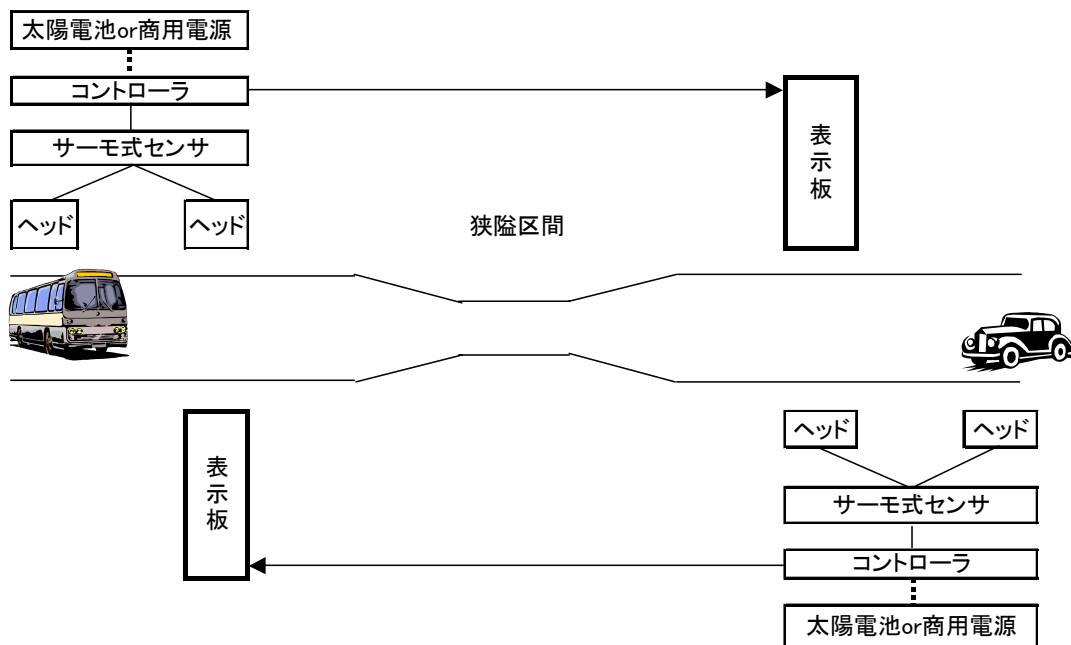 太陽電池or商用電源
コントローラ
サーモ式センサ
ヘッド
ヘッド
表示板
狭隘区間
表示板
ヘッド
ヘッド
サーモ式センサ
コントローラ
太陽電池or商用電源